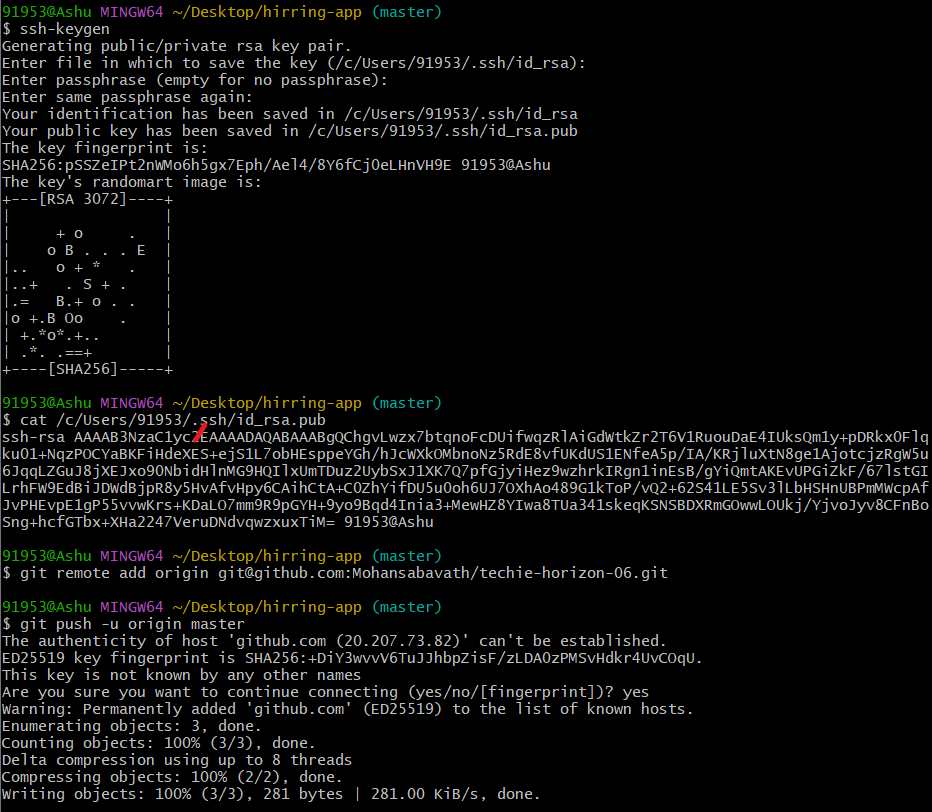 91953@Ashu MINGW64 ~/Desktop/hirring-app (master)
$ ssh-keygen
Generating public/private rsa key pair.
Enter file in which to save the key (/c/Users/91953/.ssh/id_rsa):
Enter passphrase (empty for no passphrase):
Enter same passphrase again:
Your identification has been saved in /c/Users/91953/.ssh/id_rsa
Your public key has been saved in /c/Users/91953/.ssh/id_rsa.pub
The key fingerprint is:
SHA256:pSSZeIPt2nWMo6h5gx7Eph/Ael4/8Y6fCj0eLHnVH9E 91953@Ashu
The key's randomart image is:
+---[RSA 3072]----+
|                 |
|     + o     .   |
|    o B . . . E  |
|..   o + *   .   |
|..+   . S + .    |
|.=   B.+ o . .   |
|o +.B Oo    .    |
| +.*o*.+..       |
| .*. .==+        |
+----[SHA256]-----+
91953@Ashu MINGW64 ~/Desktop/hirring-app (master)
$ cat /c/Users/91953/.ssh/id_rsa.pub
ssh-rsa
91953@Ashu
91953@Ashu MINGW64 ~/Desktop/hirring-app (master)
$ git remote add origin git@github.com:Mohansabavath/techie-horizon-06.git
91953@Ashu MINGW64 ~/Desktop/hirring-app (master)
$ git push -u origin master
The authenticity of host 'github.com (20.207.73.82)' can't be established.
ED25519 key fingerprint is SHA256:+DiY3wvvV6TuJJhbpZisF/zLDA0zPMSvHdkr4UvCOqU.
This key is not known by any other names
Are you sure you want to continue connecting (yes/no/[fingerprint])? yes
Warning: Permanently added 'github.com' (ED25519) to the list of known hosts.
Enumerating objects: 3, done.
Counting objects: 100% (3/3), done.
Delta compression using up to 8 threads
Compressing objects: 100% (2/2), done.
Writing objects: 100% (3/3), 281 bytes | 281.00 KiB/s, done.